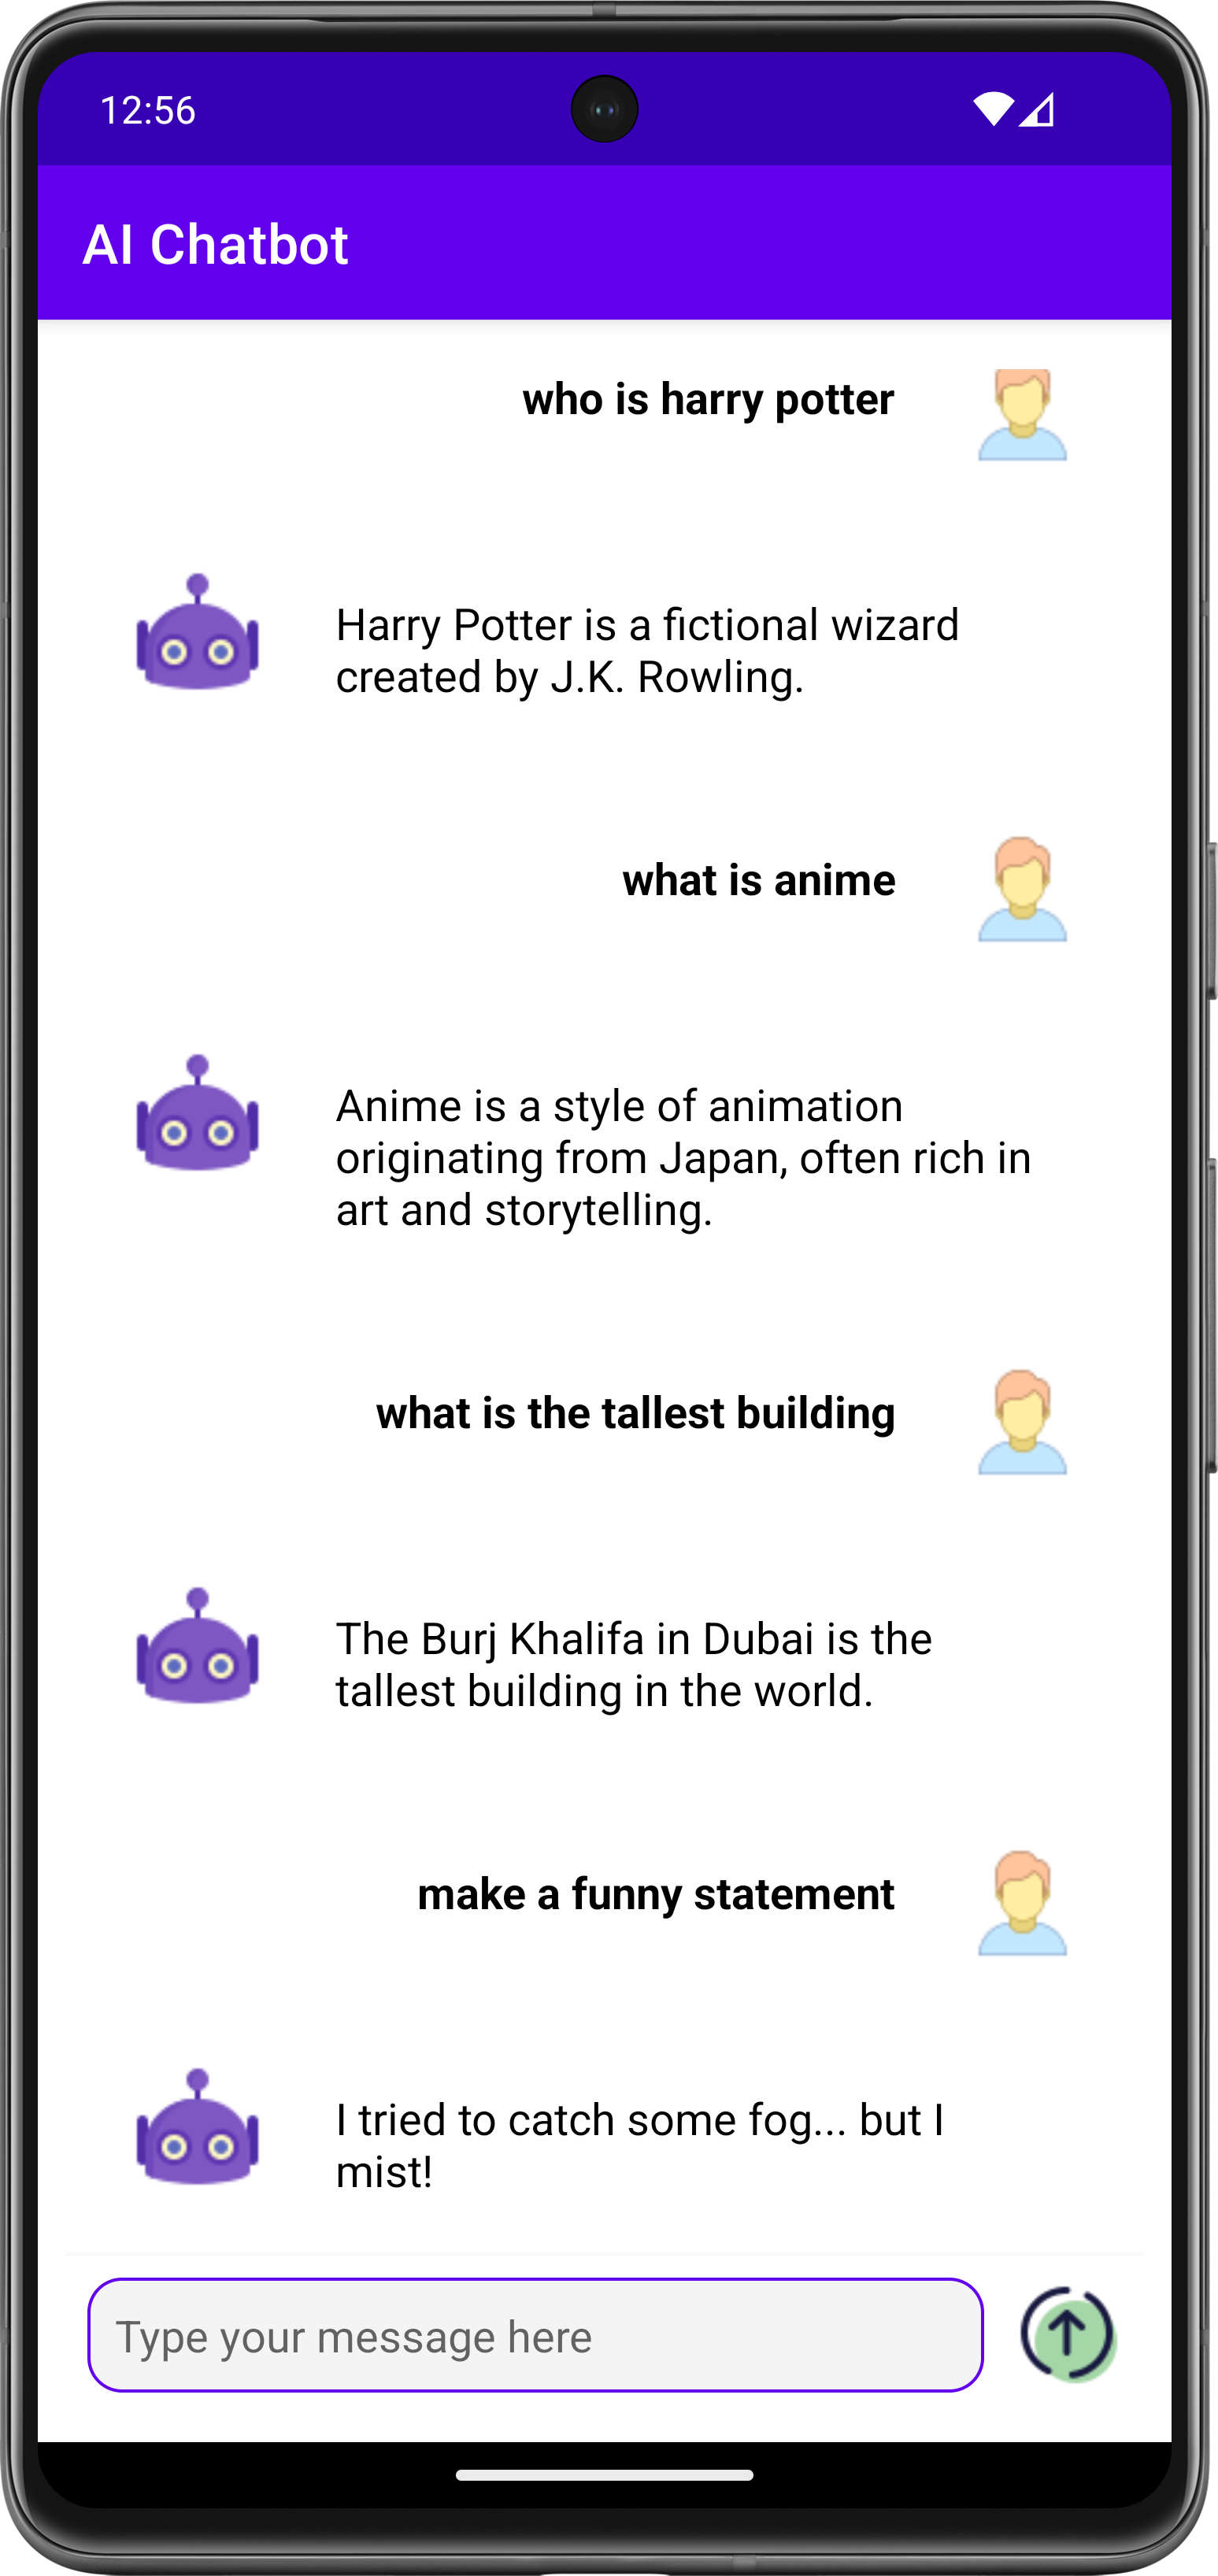 12:56
AI Chatbot
who is harry potter
Harry Potter is a fictional wizard
created by J.K. Rowling.
what is anime
Anime is a style of animation
originating from Japan, often rich in
art and storytelling.
what is the tallest building
The Burj Khalifa in Dubai is the
tallest building in the world.
make a funny statement
I tried to catch some fog... but I
mist!
Type your message here